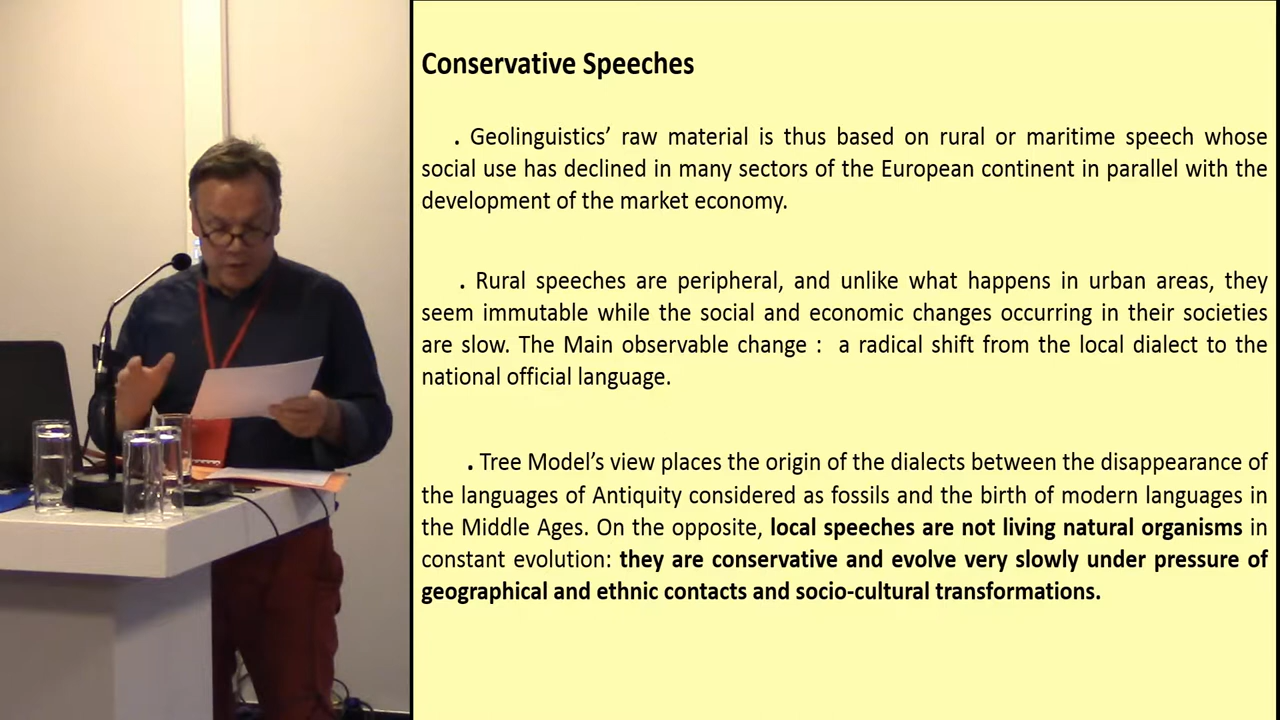 Conservative Speeches
. Geolinguistics’ raw material is thus based on rural or maritime speech whose
social use has declined in many sectors of the European continent in parallel with the
development of the market economy.
. Rural speeches are peripheral, and unlike what happens in urban areas, they
seem immutable while the social and economic changes occurring in their societies
are slow. The Main observable change :  a radical shift from the local dialect to the
national official language.
. Tree Model’s view places the origin of the dialects between the disappearance of
the languages of Antiquity considered as fossils and the birth of modern languages in
the Middle Ages. On the opposite, local speeches are not living natural organisms in
constant evolution: they are conservative and evolve very slowly under pressure of
geographical and ethnic contacts and socio-cultural transformations.